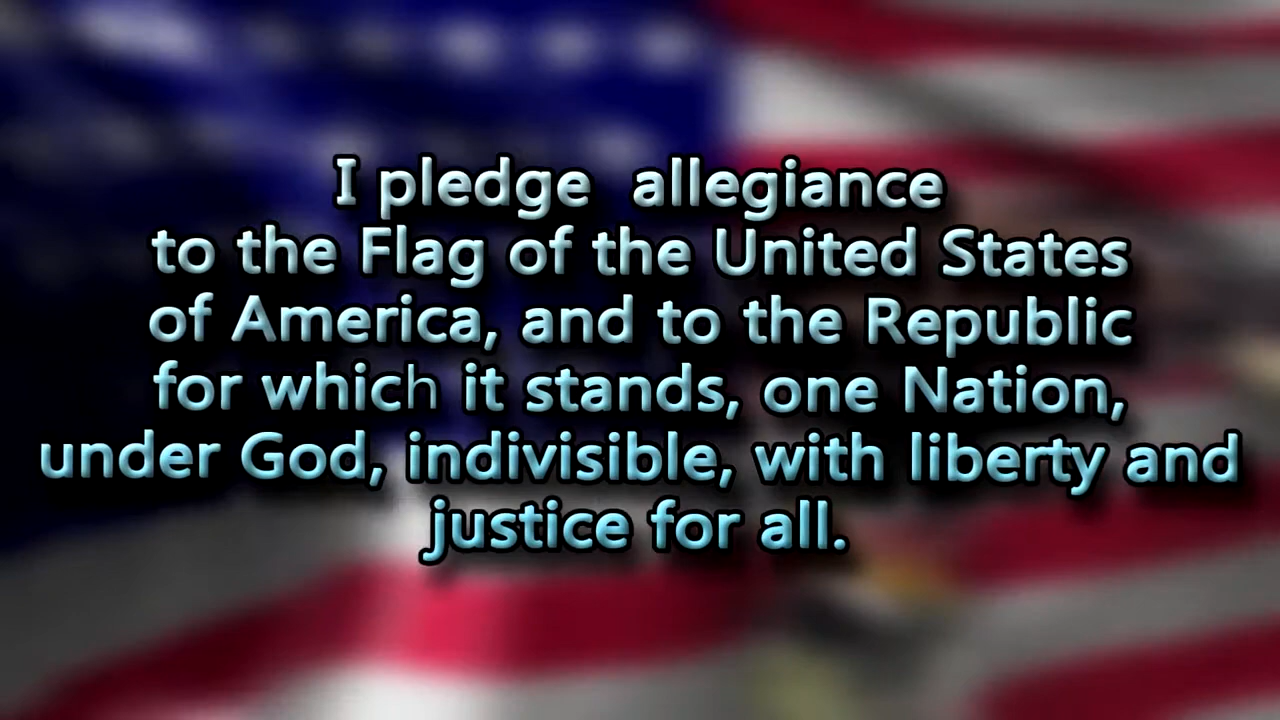 I pledge  allegiance
to the Flag of the United States
of America, and to the Republic
for which it stands, one Nation,
under God, indivisible, with liberty and
justice for all.